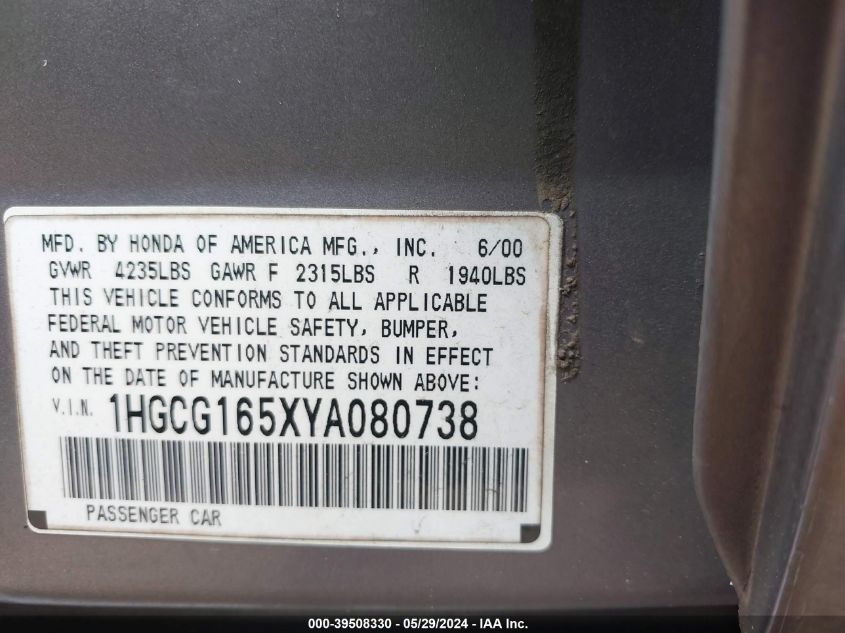 MFD. BY HONDA OF AMERICA MFG., INC. 6/00
GVWR 4235LBS GAWR F 2315LBS R 1940LBS
THIS VEHICLE CONFORMS TO ALL APPLICABLE
FEDERAL MOTOR VEHICLE SAFETY, BUMPER,
AND THEFT PREVENTION STANDARDS IN EFFECT
ON THE DATE OF MANUFACTURE SHOWN ABOVE:
V.I.N. 1HGCG165XYA080738
PASSENGER CAR
000-39508330 - 05/29/2024 - IAA Inc.